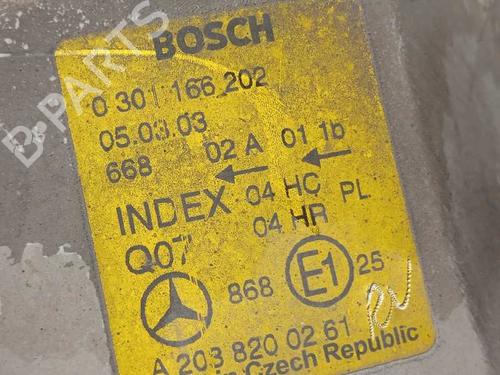 BOSCH
0 301 166 202
05.03.03
668 02 A 01 1b
INDEX 04 HC PL
04 HR
Q07
868 E1 25
A 203 820 02 61
in Czech Republic
B-PARTS